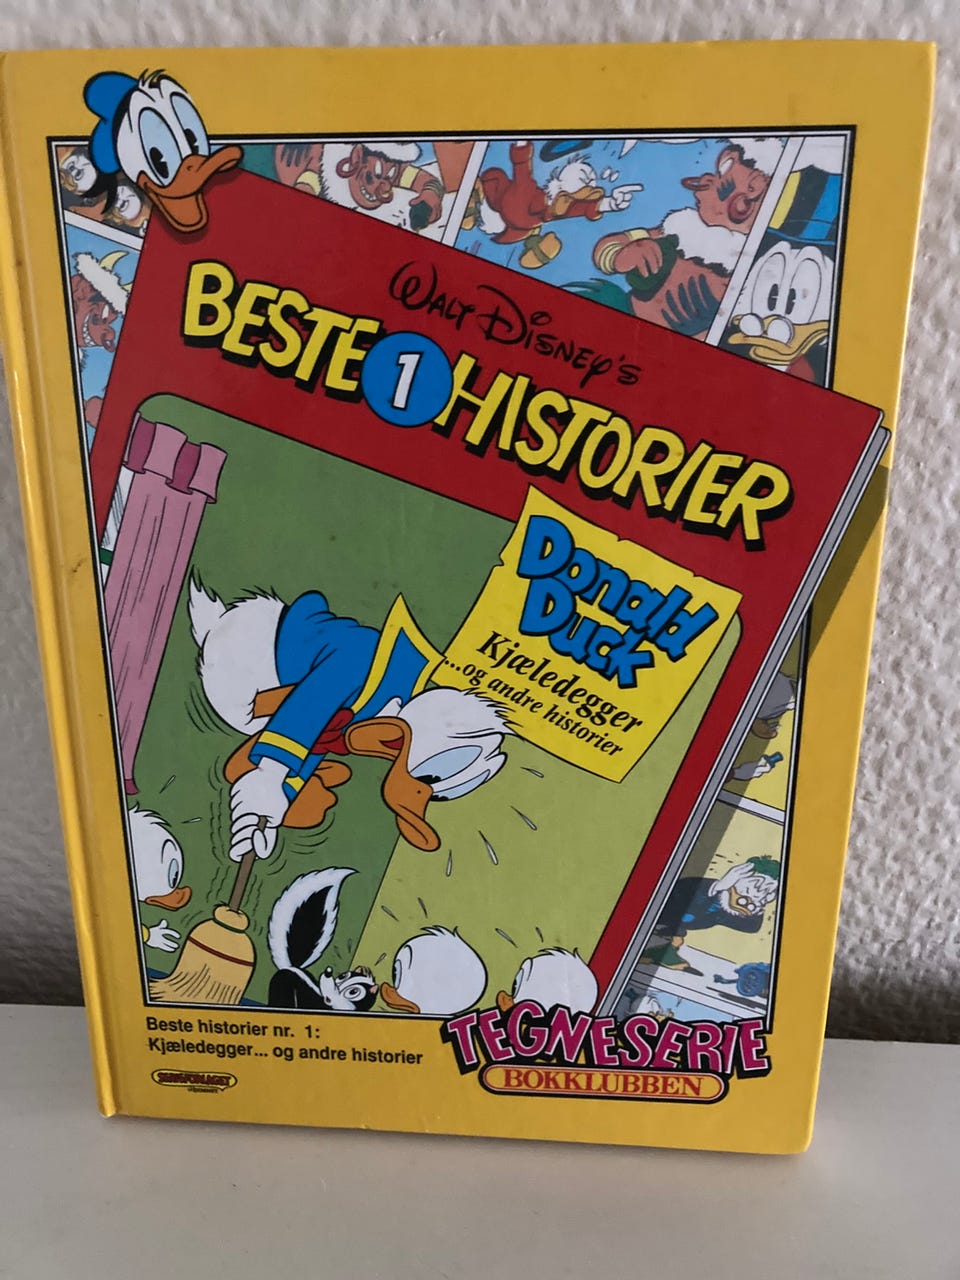 WALT DISNEY'S
BESTE 1 HISTORIER
Donald
Duck
Kjæledegger
...og andre historier
Beste historier nr. 1:
Kjæledegger... og andre historier
TEGNESERIE
BOKKLUBBEN